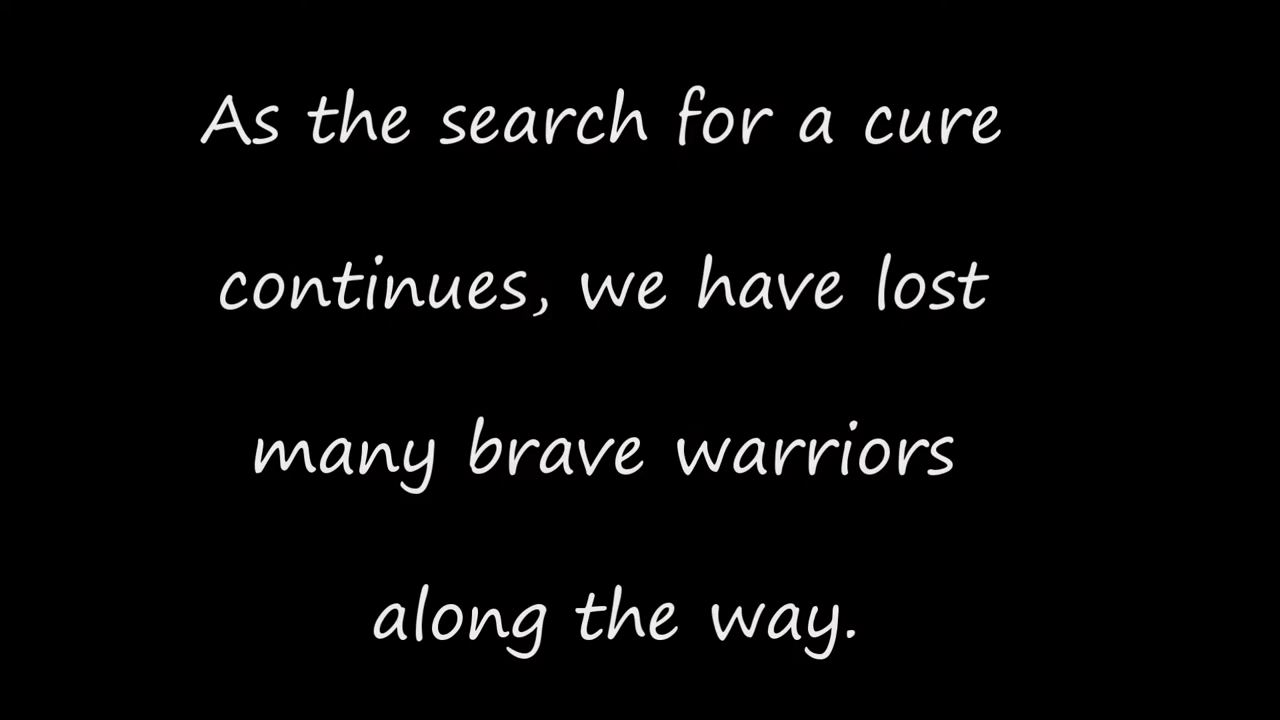 As the search for a cure
continues, we have lost
many brave warriors
along the way.